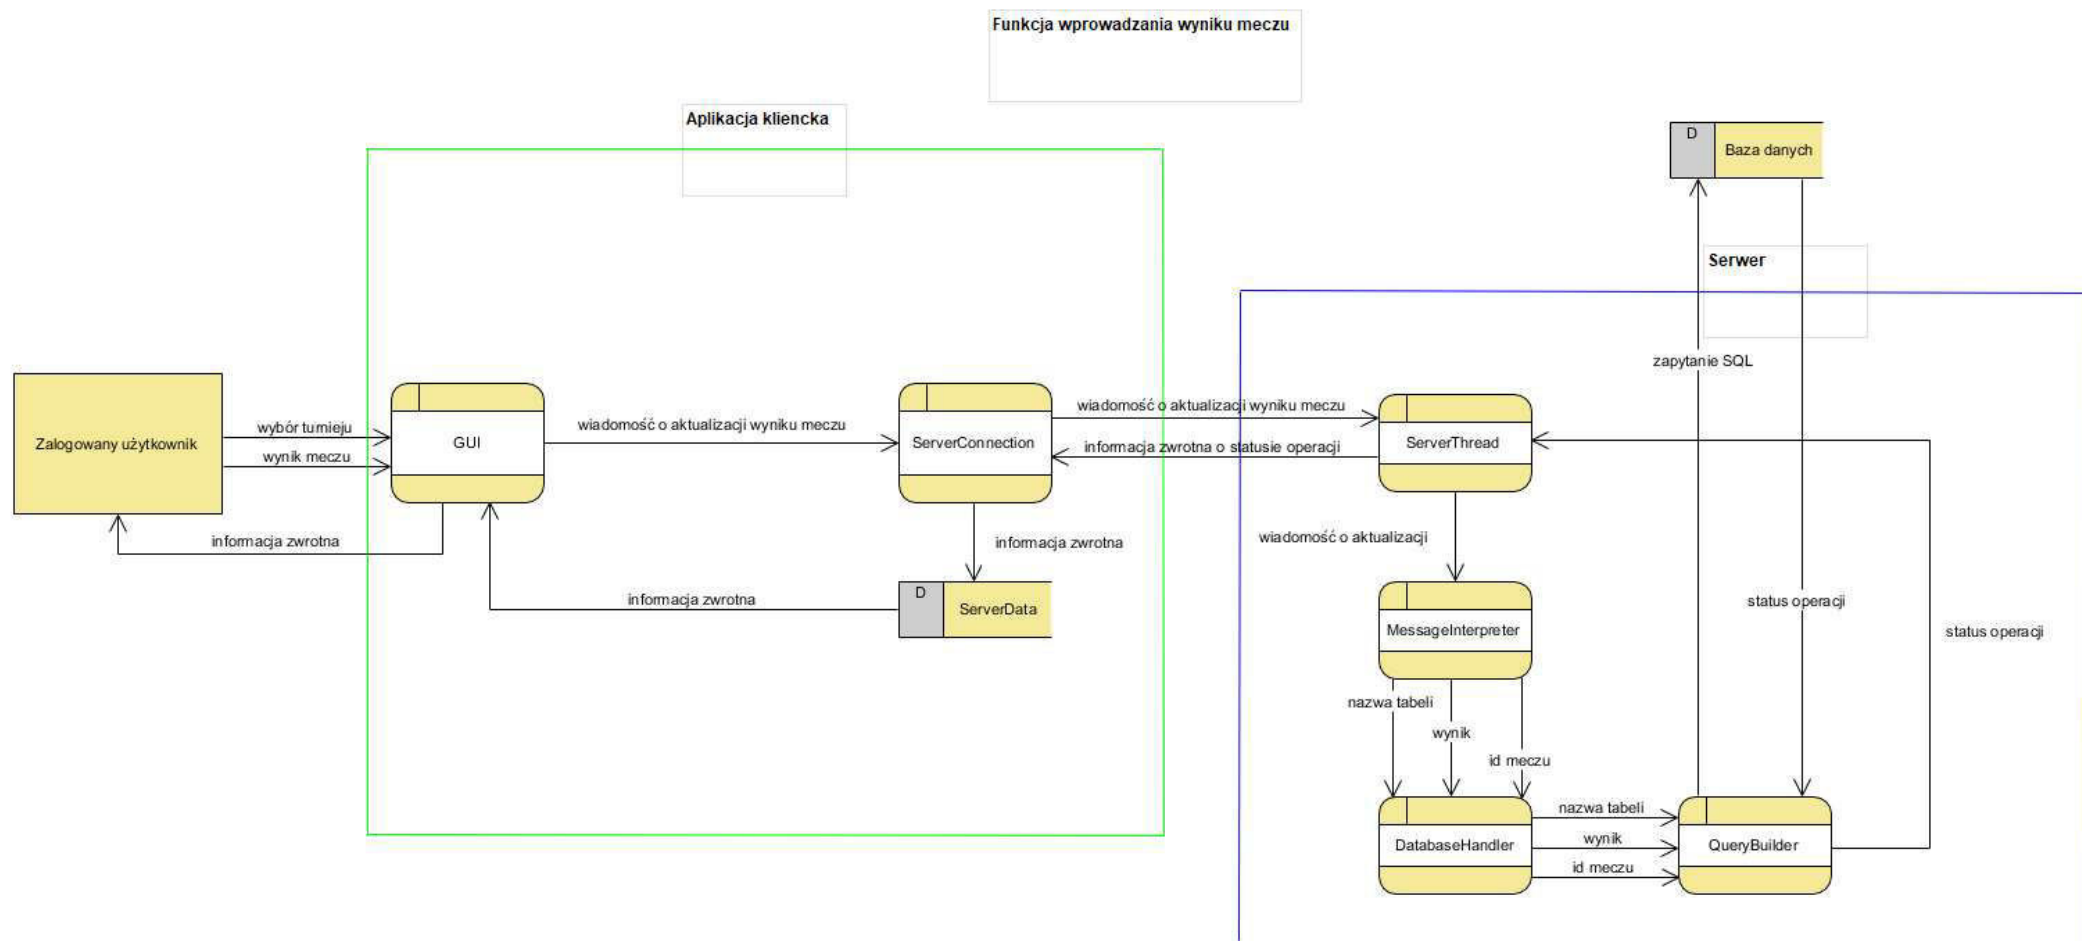 Funkcja wprowadzania wyniku meczu
Aplikacja kliencka
D
Baza danych
Serwer
zapytanie SQL
Zalogowany użytkownik
wybór turnieju
wynik meczu
GUI
wiadomość o aktualizacji wyniku meczu
ServerConnection
wiadomość o aktualizacji wyniku meczu
informacja zwrotna o statusie operacji
ServerThread
informacja zwrotna
informacja zwrotna
wiadomość o aktualizacji
informacja zwrotna
D
ServerData
MessageInterpreter
status operacji
status operacji
nazwa tabeli
wynik
id meczu
DatabaseHandler
nazwa tabeli
wynik
id meczu
QueryBuilder